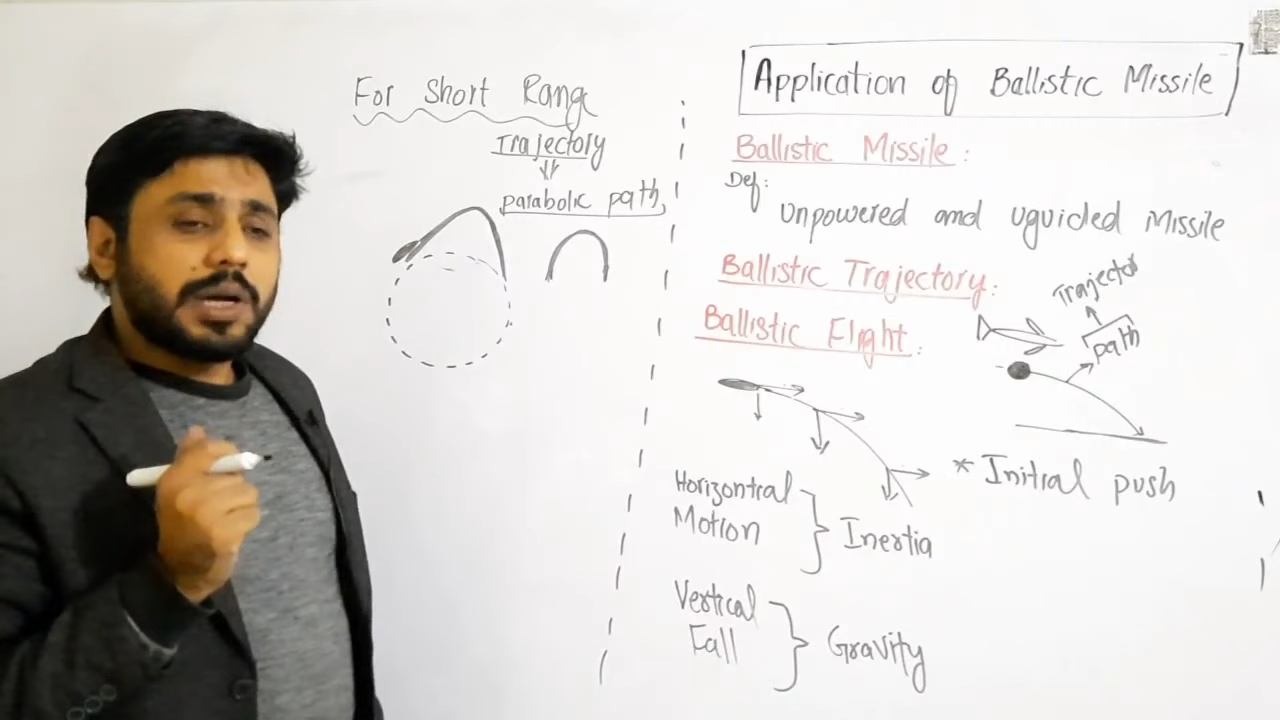 For Short Range
Trajectory
parabolic path
Application of Ballistic Missile
Ballistic Missile:
Def:
Unpowered and uguided Missile
Ballistic Trajectory:
Ballistic Flight:
Trajector
path
* Initial push
Horizontral
Motion
Inertia
Vertical
Fall
Gravity